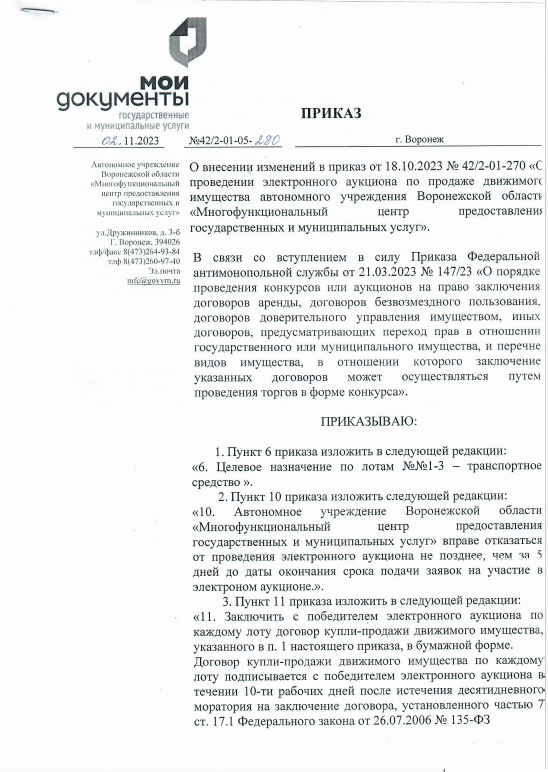 мои
документы
государственные
и муниципальные услуги
ПРИКАЗ
02.11.2023 №42/2-01-05-280 г. Воронеж
Автономное учреждение
Воронежской области
«Многофункциональный
центр предоставления
государственных и
муниципальных услуг»
ул.Дружинников, д. 3-б
Г. Воронеж, 394026
тлф/факс 8(473)264-93-84
тлф 8(473)260-97-40
Эл.почта
mfc@govvrn.ru
О внесении изменений в приказ от 18.10.2023 № 42/2-01-270 «О
проведении электронного аукциона по продаже движимого
имущества автономного учреждения Воронежской области
«Многофункциональный центр предоставления
государственных и муниципальных услуг».
В связи со вступлением в силу Приказа Федеральной
антимонопольной службы от 21.03.2023 № 147/23 «О порядке
проведения конкурсов или аукционов на право заключения
договоров аренды, договоров безвозмездного пользования,
договоров доверительного управления имуществом, иных
договоров, предусматривающих переход прав в отношении
государственного или муниципального имущества, и перечне
видов имущества, в отношении которого заключение
указанных договоров может осуществляться путем
проведения торгов в форме конкурса».
ПРИКАЗЫВАЮ:
1. Пункт 6 приказа изложить в следующей редакции:
«6. Целевое назначение по лотам №№1-3 – транспортное
средство ».
2. Пункт 10 приказа изложить следующей редакции:
«10. Автономное учреждение Воронежской области
«Многофункциональный центр предоставления
государственных и муниципальных услуг» вправе отказаться
от проведения электронного аукциона не позднее, чем за 5
дней до даты окончания срока подачи заявок на участие в
электроном аукционе.».
3. Пункт 11 приказа изложить в следующей редакции:
«11. Заключить с победителем электронного аукциона по
каждому лоту договор купли-продажи движимого имущества,
указанного в п. 1 настоящего приказа, в бумажной форме.
Договор купли-продажи движимого имущества по каждому
лоту подписывается с победителем электронного аукциона в
течении 10-ти рабочих дней после истечения десятидневного
моратория на заключение договора, установленного частью 7
ст. 17.1 Федерального закона от 26.07.2006 № 135-ФЗ